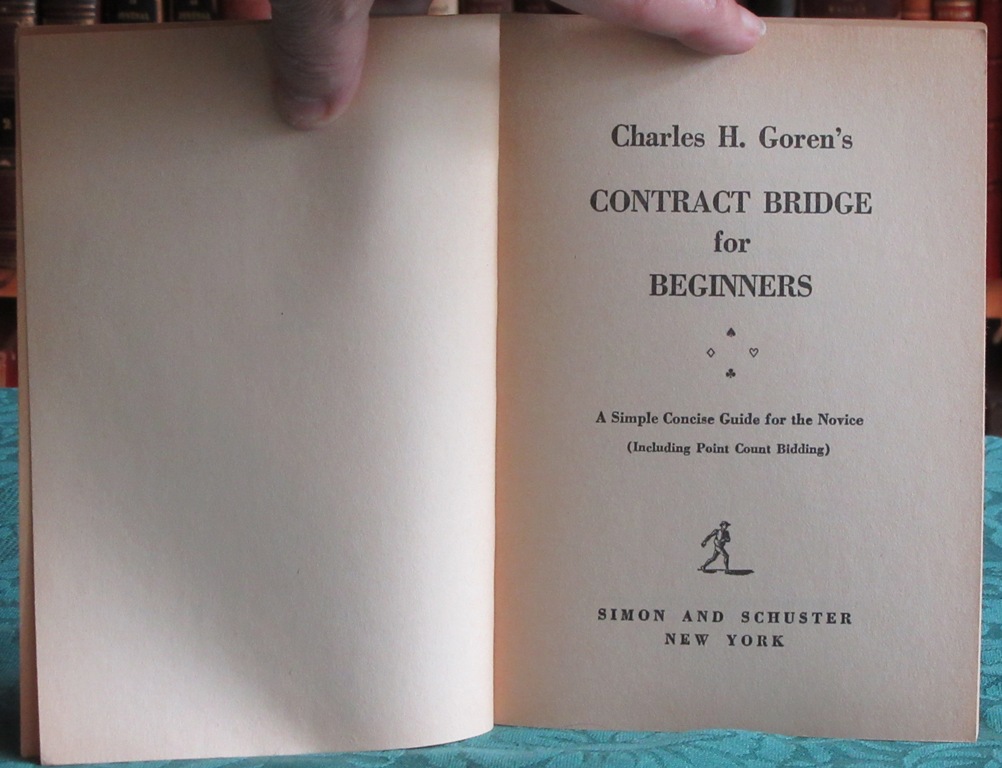 Charles H. Goren's
CONTRACT BRIDGE
for
BEGINNERS
♠
♢ ♡
♣
A Simple Concise Guide for the Novice
(Including Point Count Bidding)
SIMON AND SCHUSTER
NEW YORK